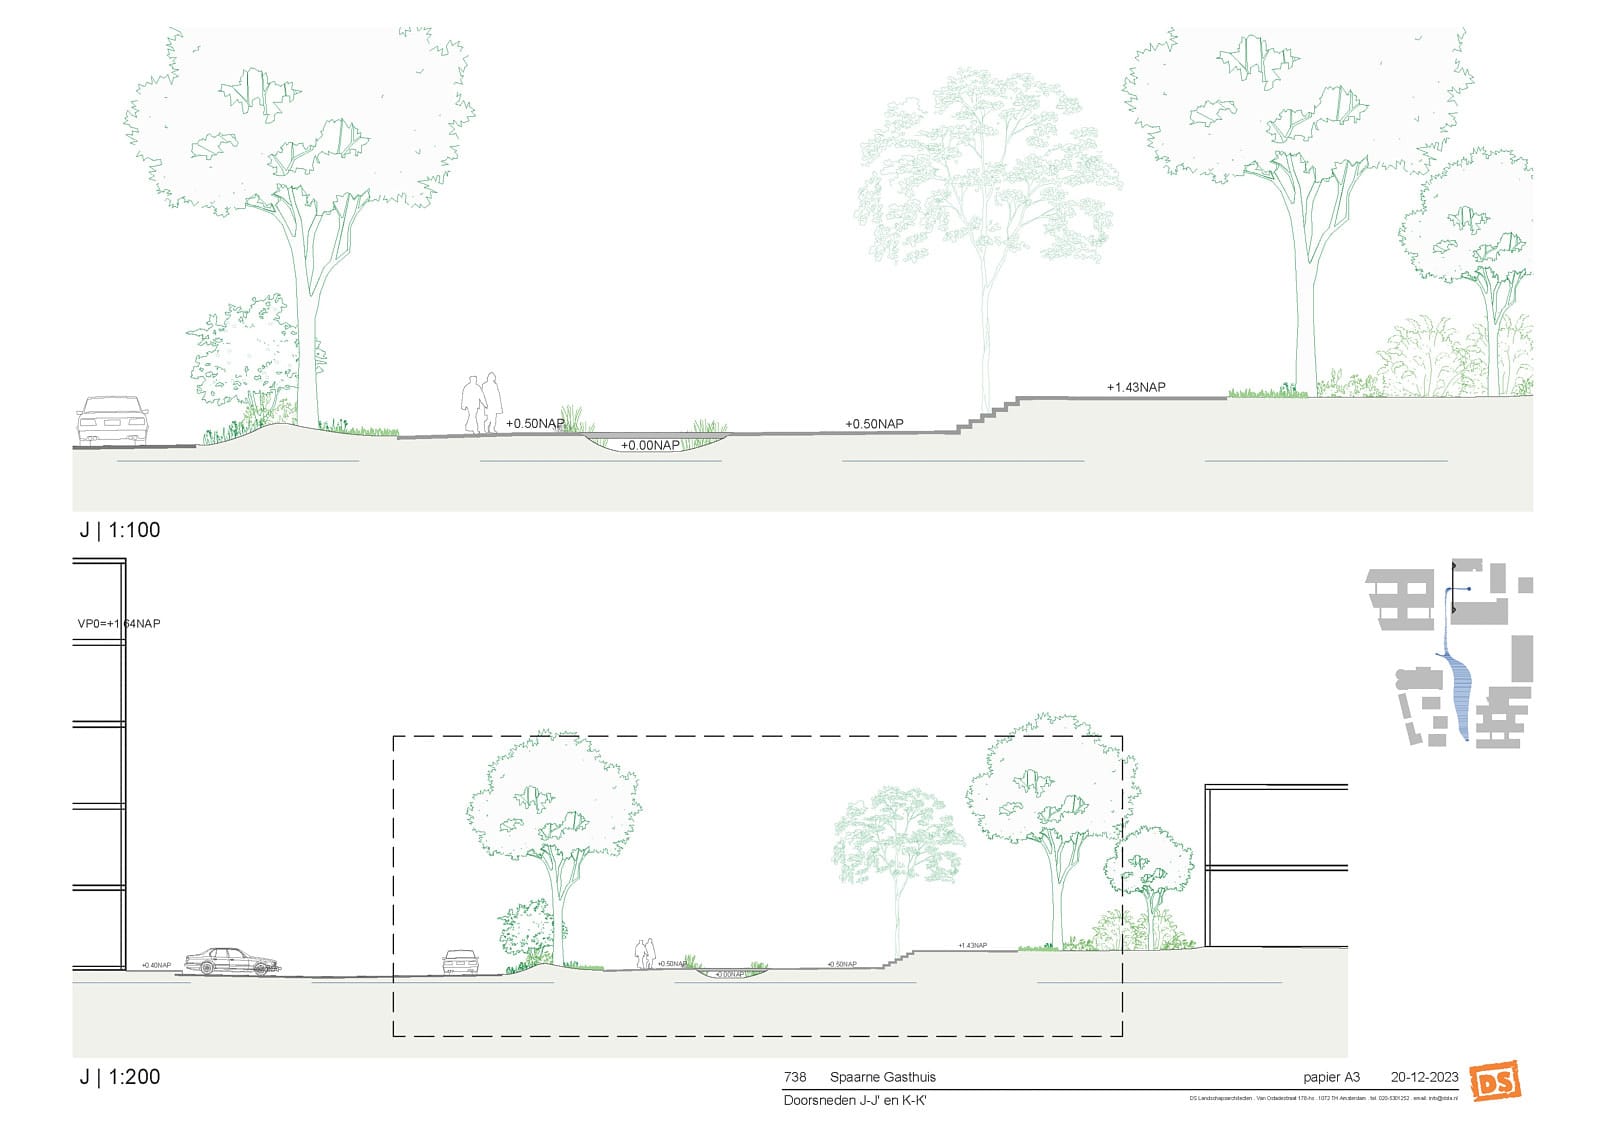 +1.43NAP
+0.50NAP
+0.50NAP
+0.00NAP
J | 1:100
VP0=+1.64NAP
+1.43NAP
+0.40NAP
+0.50NAP
+0.50NAP
+0.00NAP
J | 1:200
738 Spaarne Gasthuis papier A3 20-12-2023
Doorsneden J-J' en K-K'
DS Landschapsarchitecten . Van Ostadestraat 178-hs . 1072 TH Amsterdam . tel. 020-5301252 . email: info@dsla.nl
DS